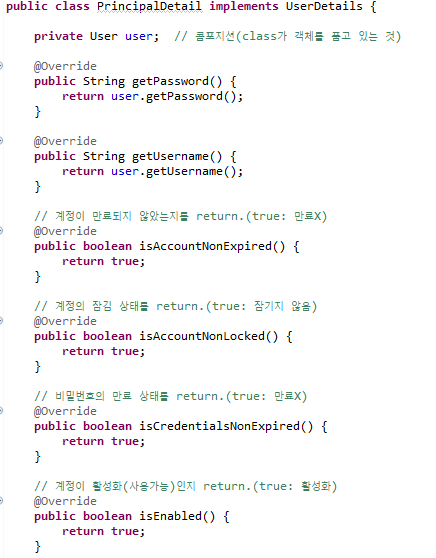 public class PrincipalDetail implements UserDetails {
private User user;  // 콤포지션(class가 객체를 품고 있는 것)
@Override
public String getPassword() {
return user.getPassword();
}
@Override
public String getUsername() {
return user.getUsername();
}
// 계정이 만료되지 않았는지를 return.(true: 만료X)
@Override
public boolean isAccountNonExpired() {
return true;
}
// 계정의 잠김 상태를 return.(true: 잠기지 않음)
@Override
public boolean isAccountNonLocked() {
return true;
}
// 비밀번호의 만료 상태를 return.(true: 만료X)
@Override
public boolean isCredentialsNonExpired() {
return true;
}
// 계정이 활성화(사용가능)인지 return.(true: 활성화)
@Override
public boolean isEnabled() {
return true;
}